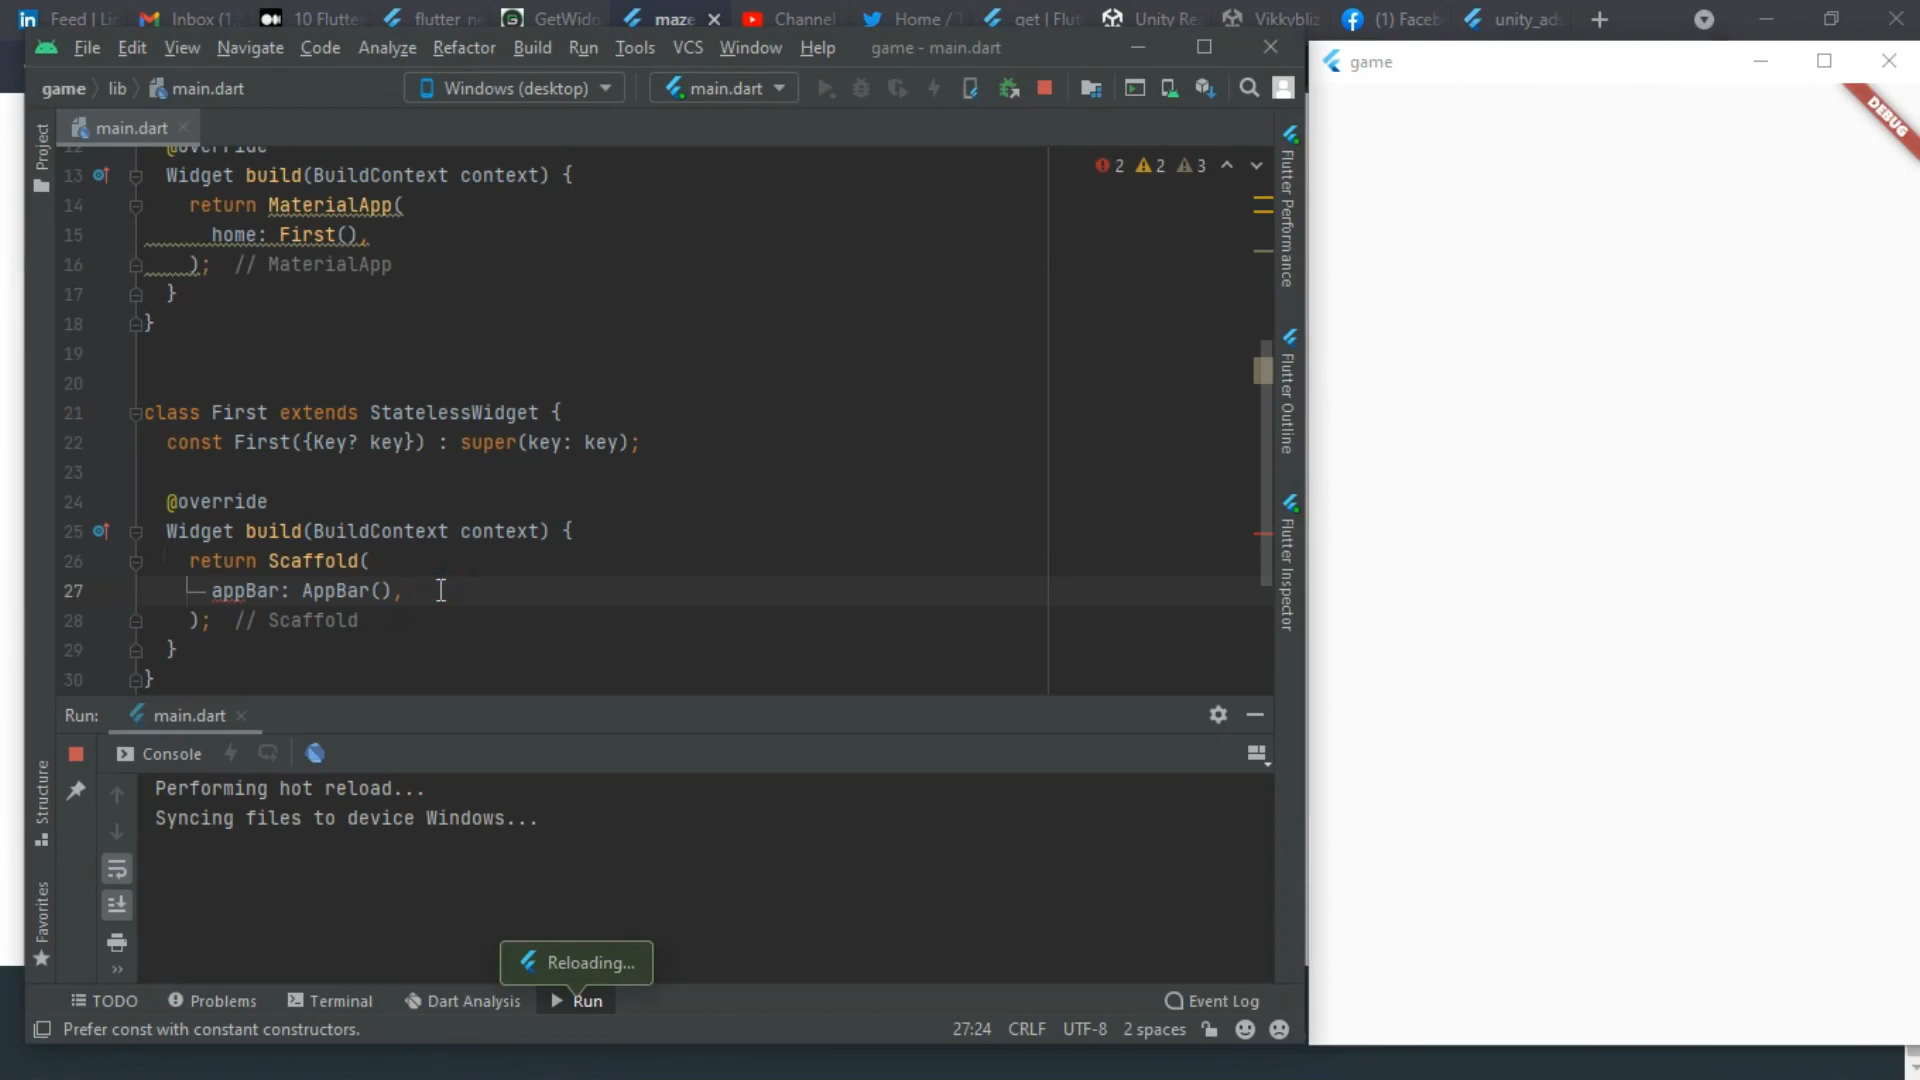 Feed | Lin
Inbox (1
10 Flutte
flutter_n
GetWid
maze
Channel
Home / T
get | Flut
Unity Re
Vikkybliz
(1) Faceb
unity_ad
File Edit View Navigate Code Analyze Refactor Build Run Tools VCS Window Help game - main.dart
game
game lib main.dart
Windows (desktop)
main.dart
DEBUG
Project
main.dart
2 2 3
12 @override
13 Widget build(BuildContext context) {
14 return MaterialApp(
15 home: First(),
16 ); // MaterialApp
17 }
18 }
19
20
21 class First extends StatelessWidget {
22 const First({Key? key}) : super(key: key);
23
24 @override
25 Widget build(BuildContext context) {
26 return Scaffold(
27 appBar: AppBar(),
28 ); // Scaffold
29 }
30 }
Flutter Performance
Flutter Outline
Flutter Inspector
Run: main.dart
Console
Performing hot reload...
Syncing files to device Windows...
Structure
Favorites
Reloading...
TODO Problems Terminal Dart Analysis Run Event Log
Prefer const with constant constructors. 27:24 CRLF UTF-8 2 spaces